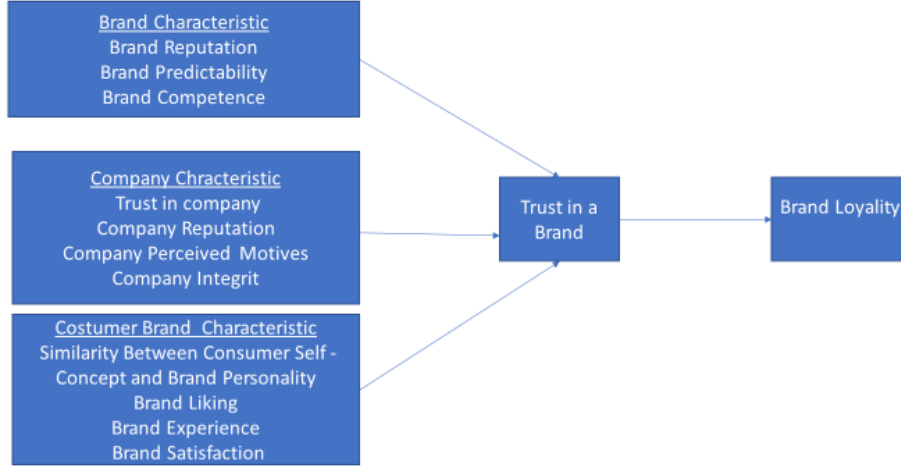 Brand Characteristic
Brand Reputation
Brand Predictability
Brand Competence
Company Chracteristic
Trust in company
Company Reputation
Company Perceived Motives
Company Integrit
Costumer Brand Characteristic
Similarity Between Consumer Self -
Concept and Brand Personality
Brand Liking
Brand Experience
Brand Satisfaction
Trust in a
Brand
Brand Loyality